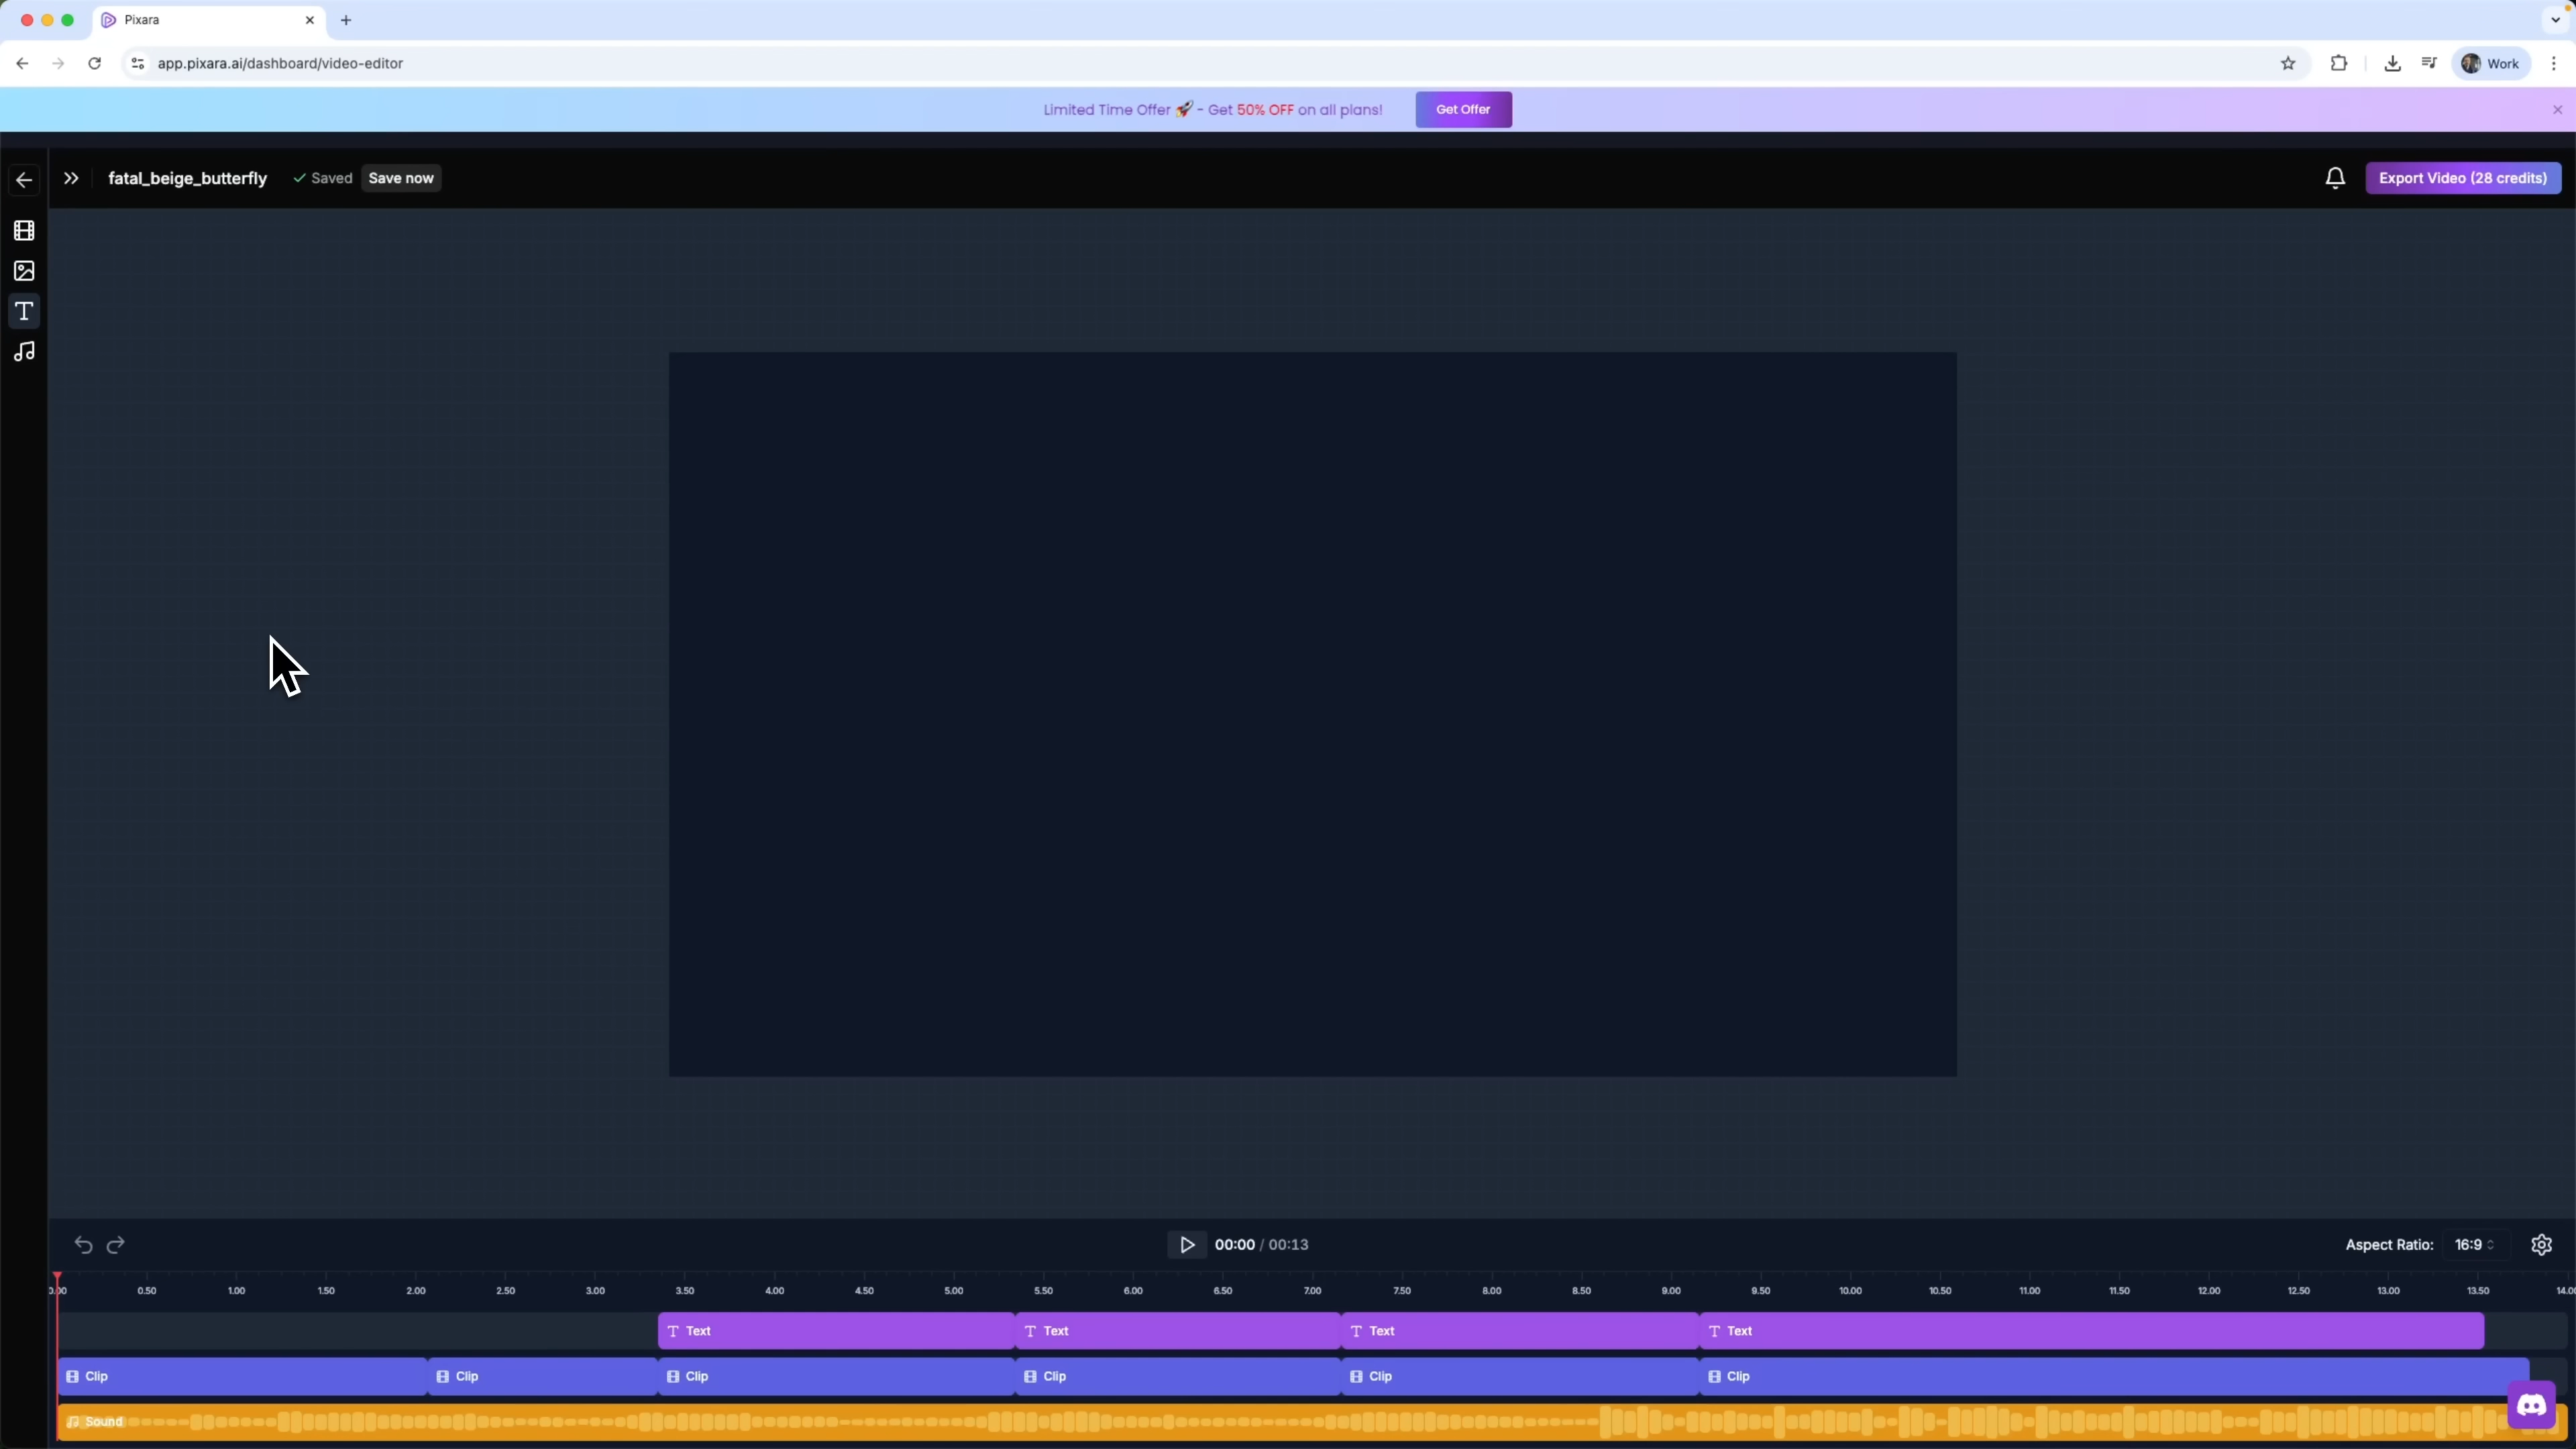 Pixara
app.pixara.ai/dashboard/video-editor
Work
Limited Time Offer 🚀 - Get 50% OFF on all plans!
Get Offer
fatal_beige_butterfly
Saved
Save now
Export Video (28 credits)
00:00 / 00:13
Aspect Ratio: 16:9
0.00 0.50 1.00 1.50 2.00 2.50 3.00 3.50 4.00 4.50 5.00 5.50 6.00 6.50 7.00 7.50 8.00 8.50 9.00 9.50 10.00 10.50 11.00 11.50 12.00 12.50 13.00 13.50 14.00
Text Text Text Text
Clip Clip Clip Clip Clip Clip
Sound